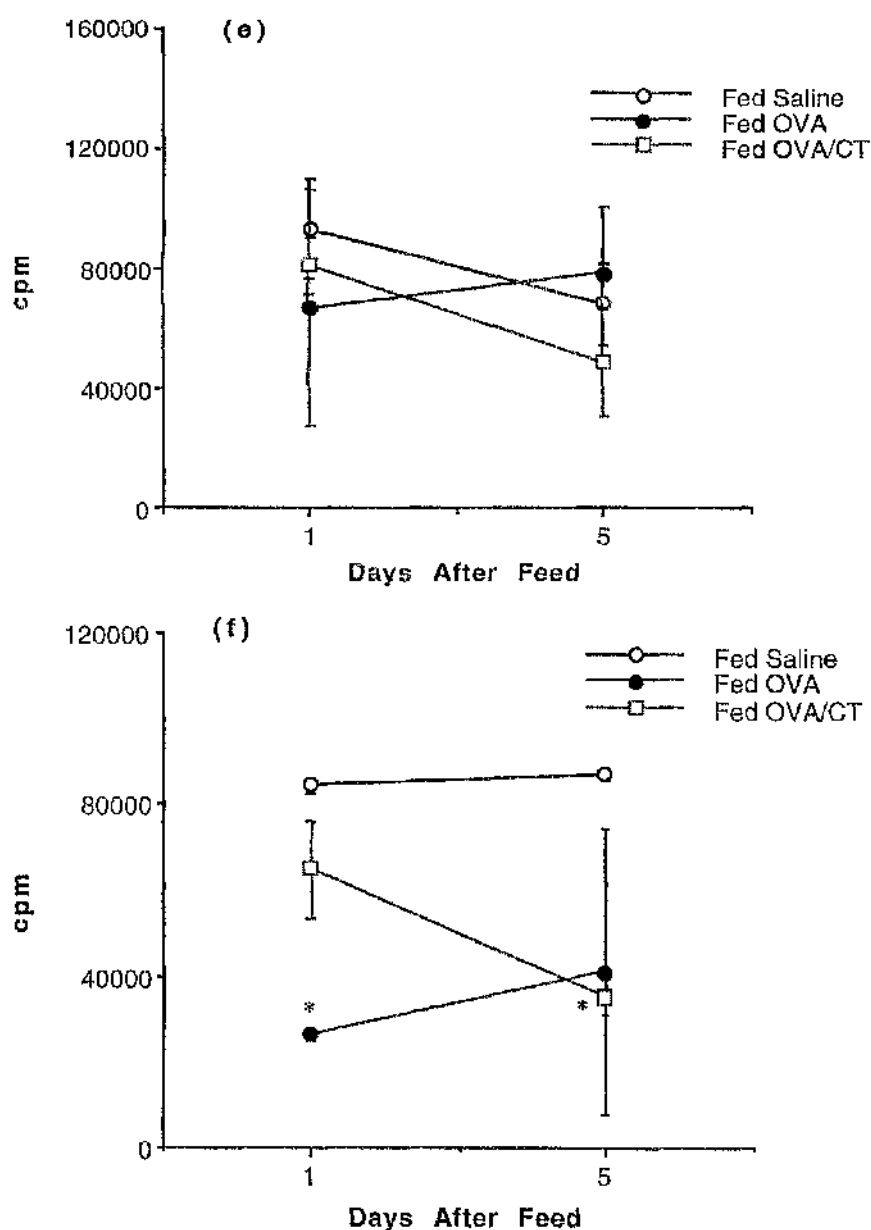 (e)
160000
120000
80000
40000
0
cpm
Fed Saline
Fed OVA
Fed OVA/CT
1 5
Days After Feed
(f)
120000
80000
40000
0
cpm
Fed Saline
Fed OVA
Fed OVA/CT
*
*
1 5
Days After Feed